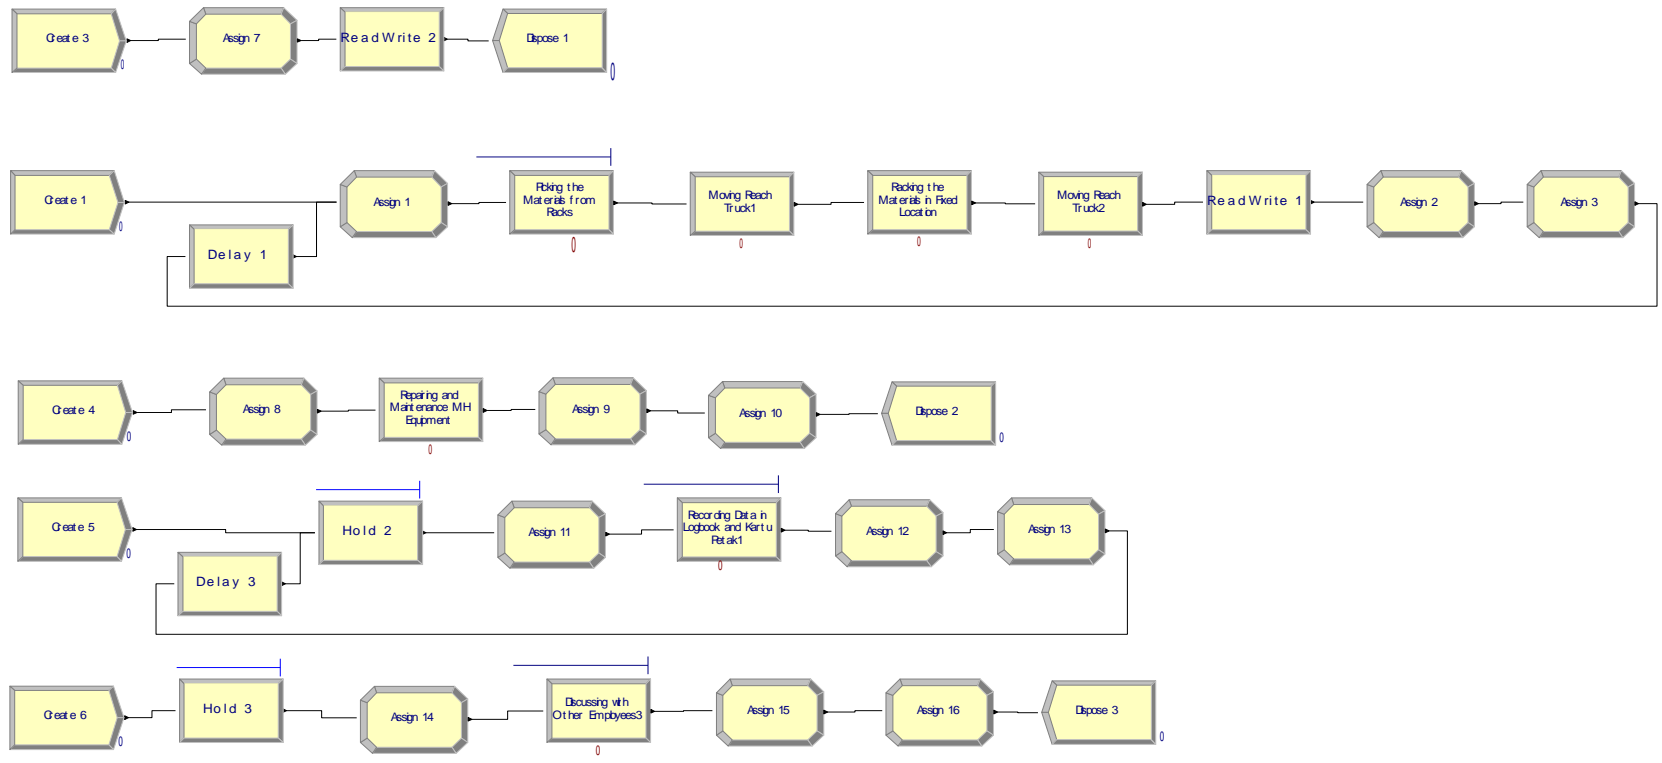 Create 3
0
Assign 7
ReadWrite 2
Dispose 1
0
Create 1
0
Delay 1
Assign 1
Picking the
Materials from
Racks
0
Moving Reach
Truck1
0
Racking the
Materials in Fixed
Location
0
Moving Reach
Truck2
0
ReadWrite 1
Assign 2
Assign 3
Create 4
0
Assign 8
Repairing and
Maintenance MH
Equipment
0
Assign 9
Assign 10
Dispose 2
0
Create 5
0
Delay 3
Hold 2
Assign 11
Recording Data in
Logbook and Kartu
Petak1
0
Assign 12
Assign 13
Create 6
0
Hold 3
Assign 14
Discussing with
Other Employees3
0
Assign 15
Assign 16
Dispose 3
0